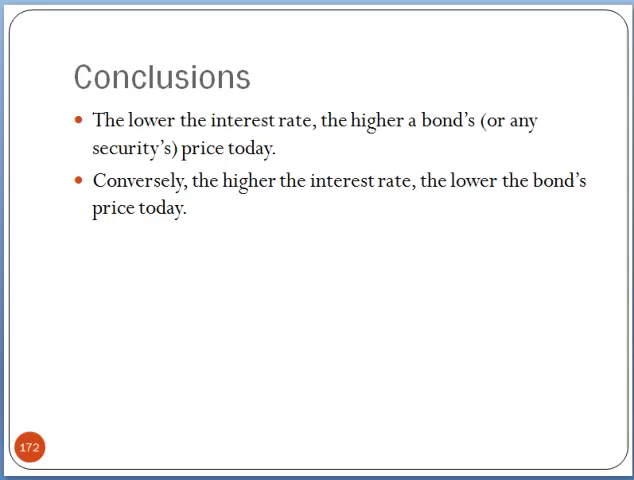 Conclusions
• The lower the interest rate, the higher a bond’s (or any
security’s) price today.
• Conversely, the higher the interest rate, the lower the bond’s
price today.
172